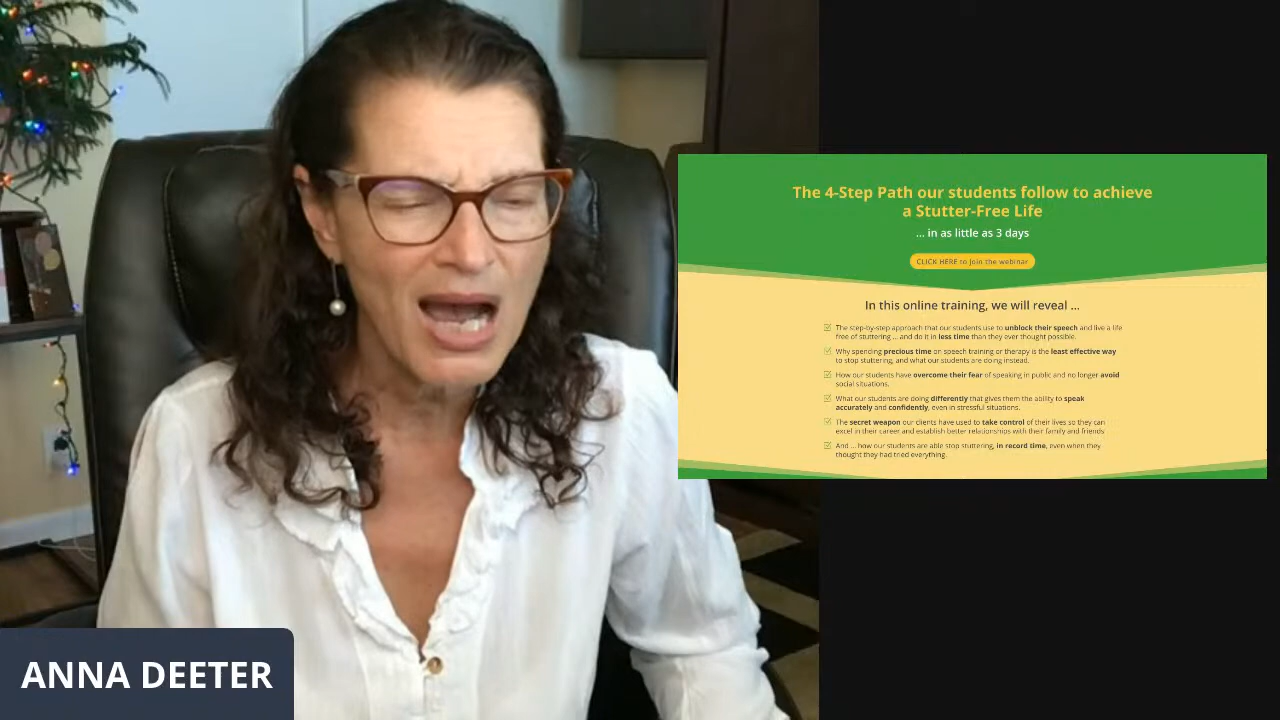 The 4-Step Path our students follow to achieve
a Stutter-Free Life
... in as little as 3 days
CLICK HERE to join the webinar
In this online training, we will reveal ...
The step-by-step approach that our students use to unblock their speech and live a life
free of stuttering ... and do it in less time than they ever thought possible.
Why spending precious time on speech training or therapy is the least effective way
to stop stuttering, and what our students are doing instead.
How our students have overcome their fear of speaking in public and no longer avoid
social situations.
What our students are doing differently that gives them the ability to speak
accurately and confidently, even in stressful situations.
The secret weapon our clients have used to take control of their lives so they can
excel in their career and establish better relationships with their family and friends
And ... how our students are able stop stuttering, in record time, even when they
thought they had tried everything.
ANNA DEETER